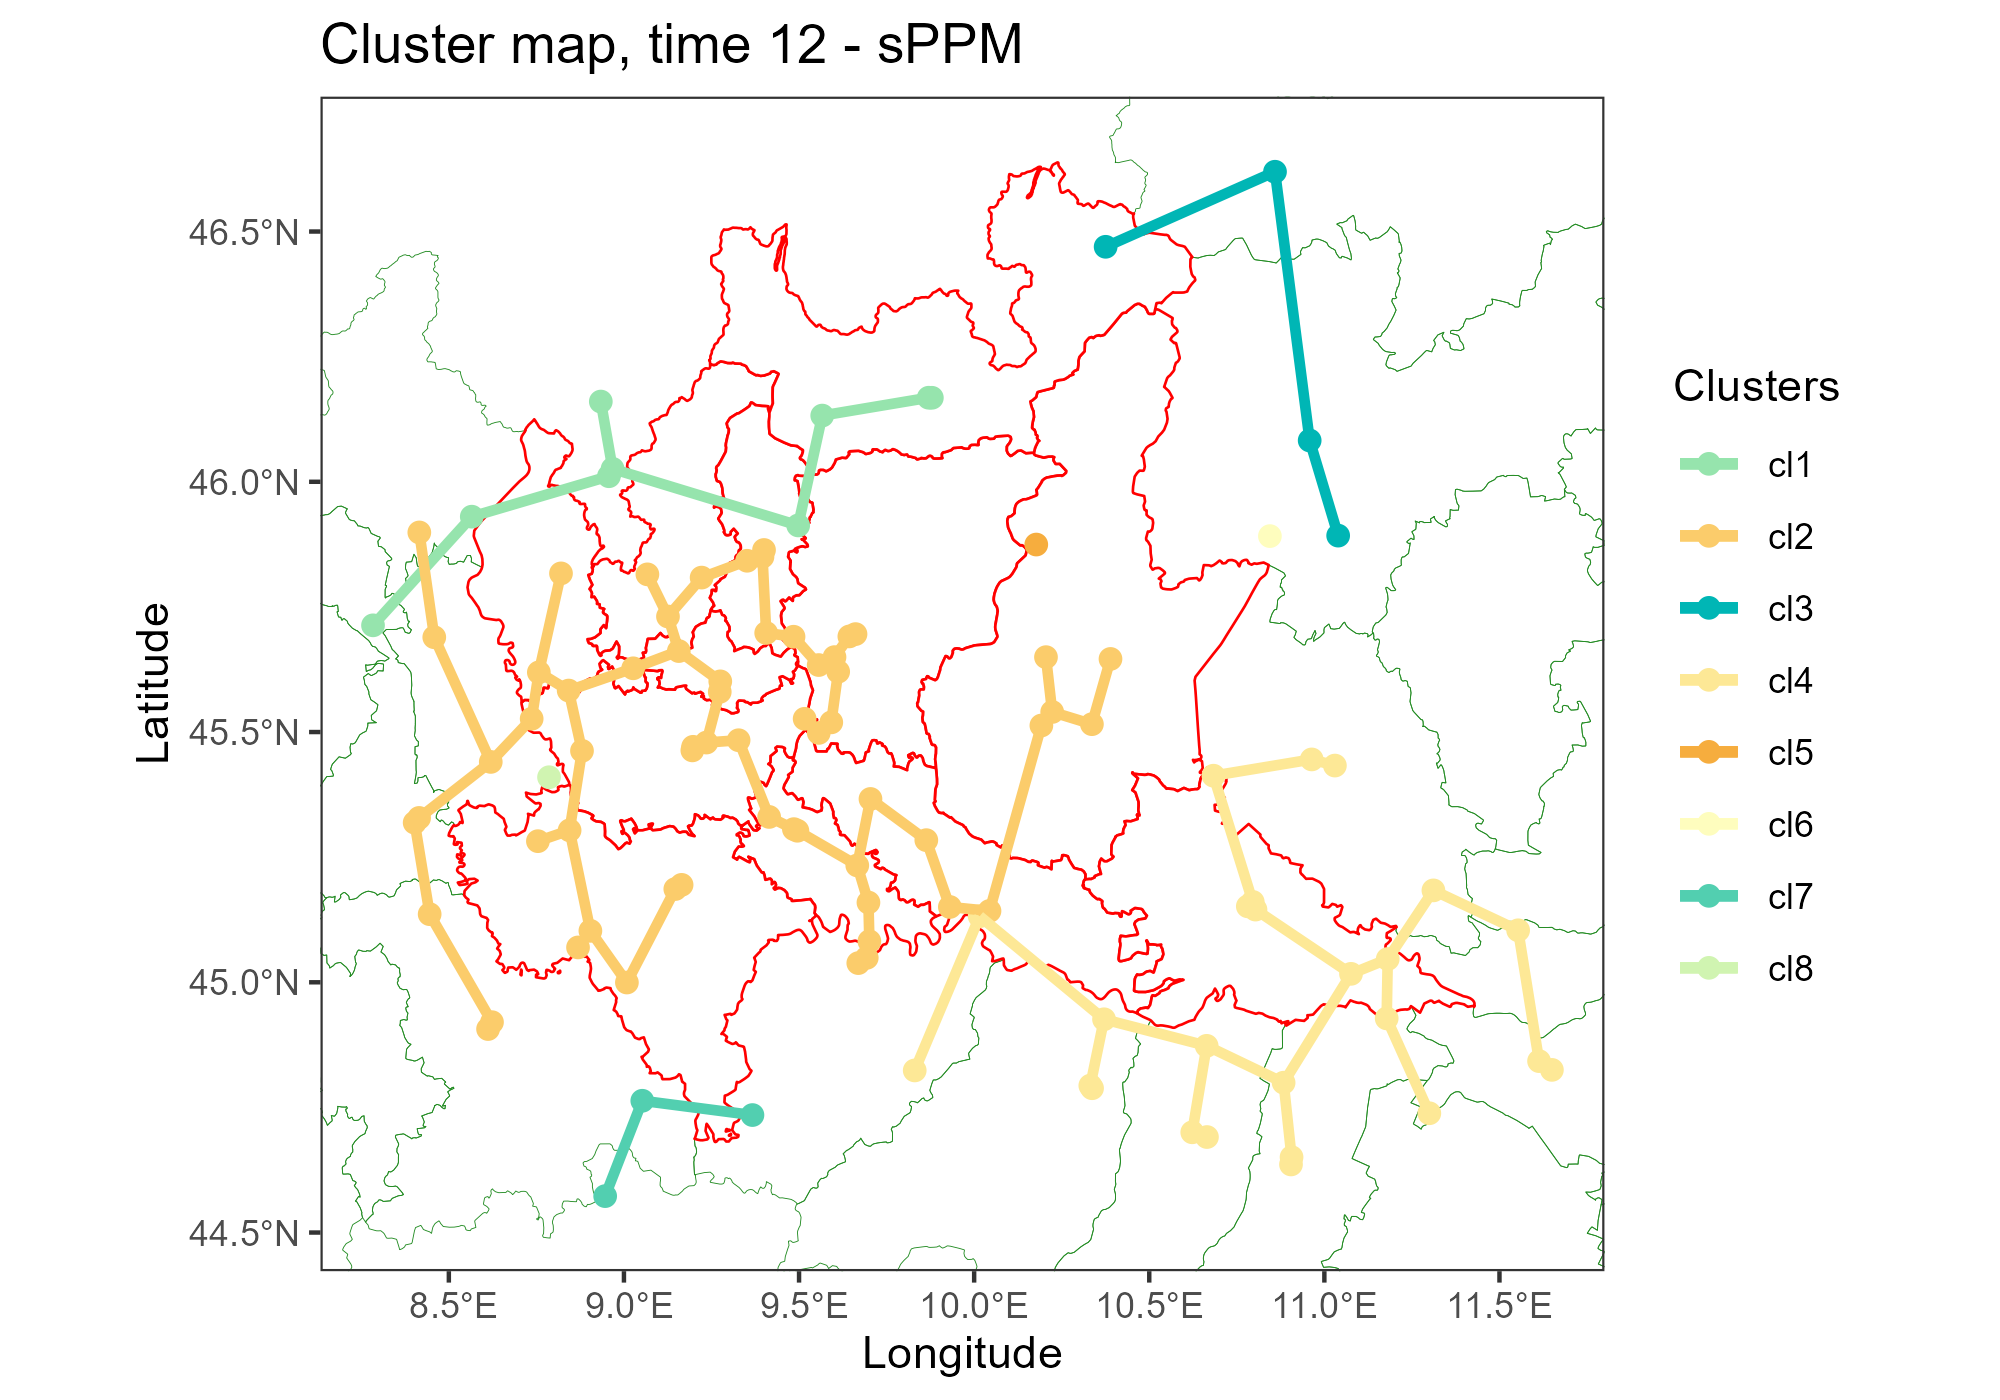 Cluster map, time 12 - sPPM
46.5°N
46.0°N
45.5°N
45.0°N
44.5°N
Latitude
8.5°E 9.0°E 9.5°E 10.0°E 10.5°E 11.0°E 11.5°E
Longitude
Clusters
cl1
cl2
cl3
cl4
cl5
cl6
cl7
cl8